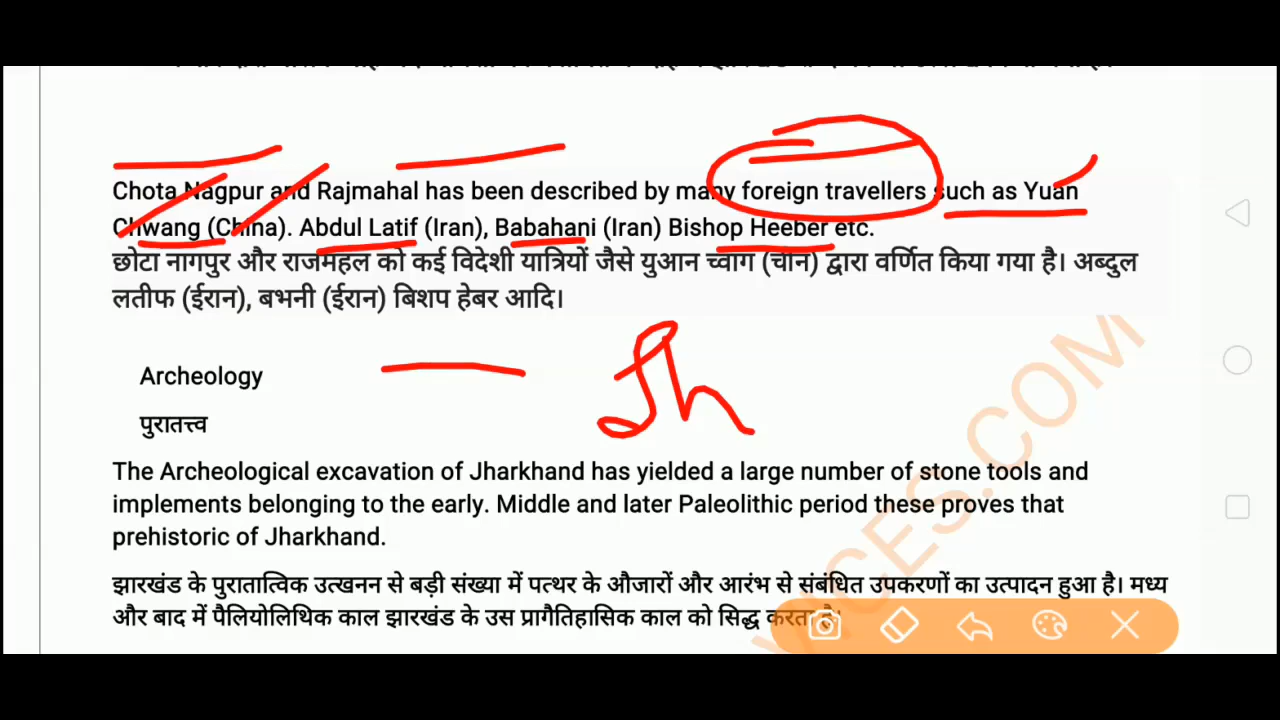 Chota Nagpur and Rajmahal has been described by many foreign travellers such as Yuan
Chwang (China). Abdul Latif (Iran), Babahani (Iran) Bishop Heeber etc.
छोटा नागपुर और राजमहल को कई विदेशी यात्रियों जैसे युआन च्वांग (चीन) द्वारा वर्णित किया गया है। अब्दुल
लतीफ (ईरान), बभनी (ईरान) बिशप हेबर आदि।
Archeology
Jh
पुरातत्त्व
The Archeological excavation of Jharkhand has yielded a large number of stone tools and
implements belonging to the early. Middle and later Paleolithic period these proves that
prehistoric of Jharkhand.
झारखंड के पुरातात्विक उत्खनन से बड़ी संख्या में पत्थर के औजारों और आरंभ से संबंधित उपकरणों का उत्पादन हुआ है। मध्य
और बाद में पैलियोलिथिक काल झारखंड के उस प्रागैतिहासिक काल को सिद्ध करता है।
VICES.COM